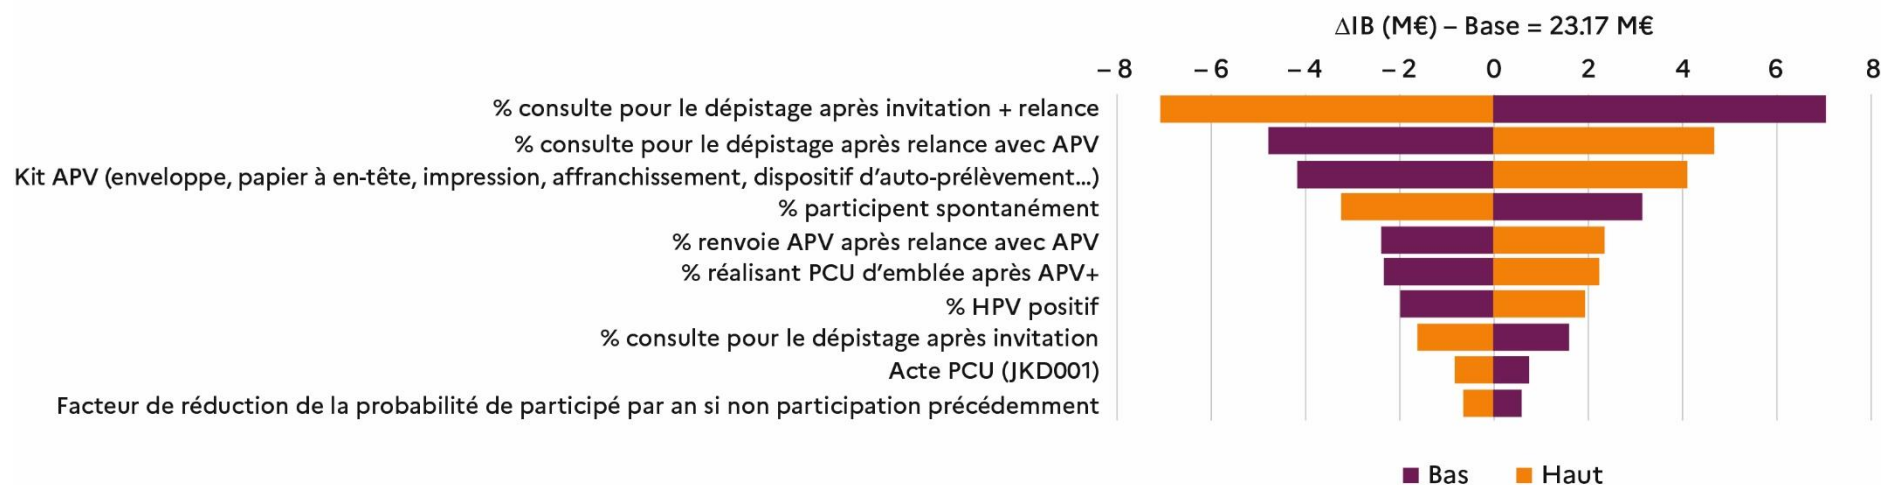 ΔIB (M€) – Base = 23.17 M€
– 8 – 6 – 4 – 2 0 2 4 6 8
% consulte pour le dépistage après invitation + relance
% consulte pour le dépistage après relance avec APV
Kit APV (enveloppe, papier à en-tête, impression, affranchissement, dispositif d’auto-prélèvement...)
% participent spontanément
% renvoie APV après relance avec APV
% réalisant PCU d’emblée après APV+
% HPV positif
% consulte pour le dépistage après invitation
Acte PCU (JKD001)
Facteur de réduction de la probabilité de participé par an si non participation précédemment
Bas Haut